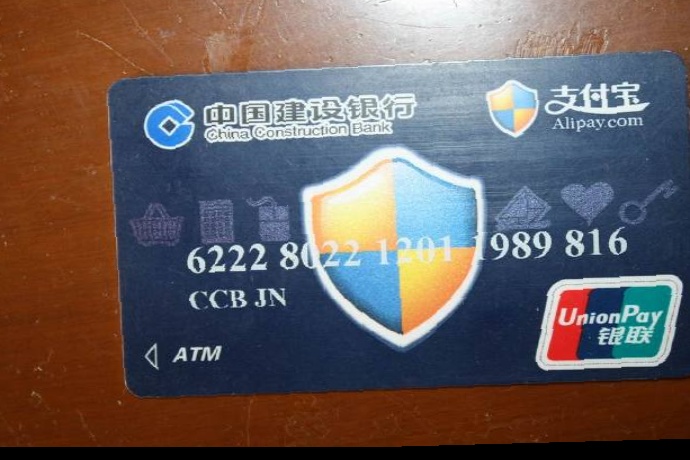 中国建设银行
China Construction Bank
支付宝
Alipay.com
6222 8022 1201 1989 816
CCB JN
ATM
UnionPay
银联